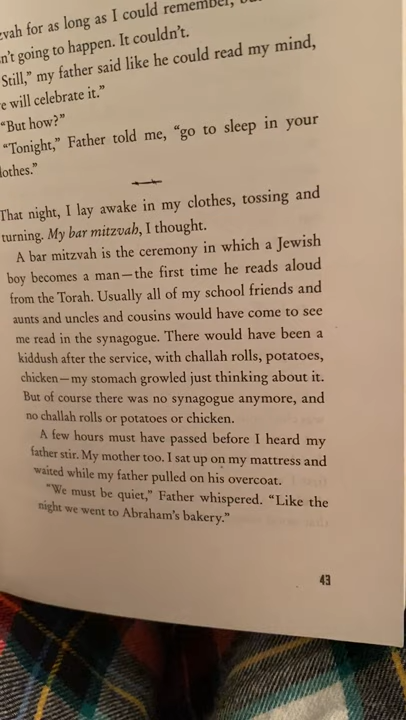 zvah for as long as I could remember,
n't going to happen. It couldn't.
Still," my father said like he could read my mind,
e will celebrate it."
"But how?"
"Tonight," Father told me, "go to sleep in your
lothes."
That night, I lay awake in my clothes, tossing and
turning. My bar mitzvah, I thought.
A bar mitzvah is the ceremony in which a Jewish
boy becomes a man—the first time he reads aloud
from the Torah. Usually all of my school friends and
aunts and uncles and cousins would have come to see
me read in the synagogue. There would have been a
kiddush after the service, with challah rolls, potatoes,
chicken—my stomach growled just thinking about it.
But of course there was no synagogue anymore, and
no challah rolls or potatoes or chicken.
A few hours must have passed before I heard my
father stir. My mother too. I sat up on my mattress and
waited while my father pulled on his overcoat.
"We must be quiet," Father whispered. "Like the
night we went to Abraham's bakery."
43